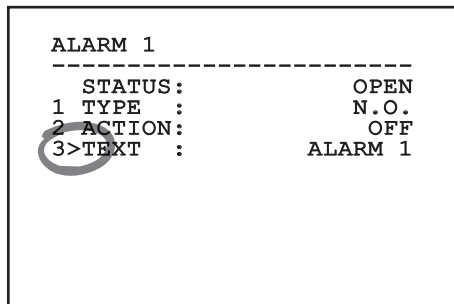 ALARM 1
------------------------
STATUS: OPEN
1 TYPE : N.O.
2 ACTION: OFF
3>TEXT : ALARM 1